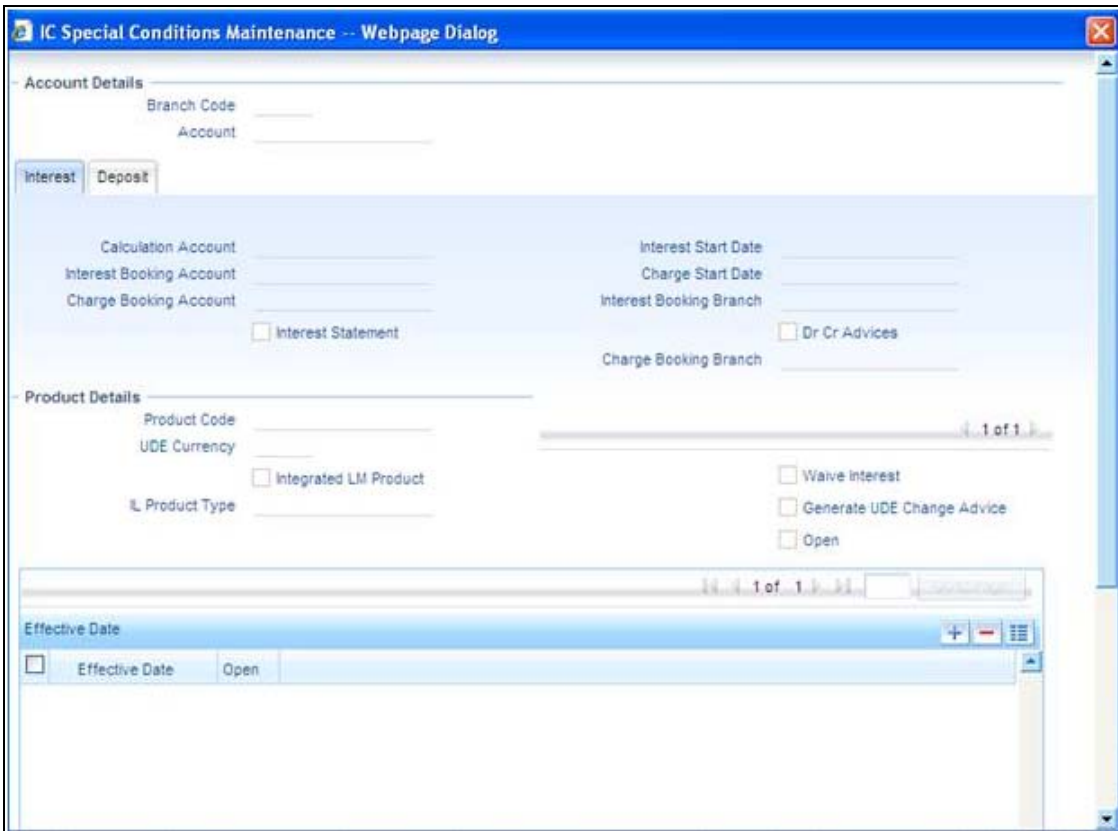 IC Special Conditions Maintenance -- Webpage Dialog
Account Details
Branch Code
Account
Interest Deposit
Calculation Account
Interest Start Date
Interest Booking Account
Charge Start Date
Charge Booking Account
Interest Booking Branch
Interest Statement
Dr Cr Advices
Charge Booking Branch
Product Details
Product Code
1 of 1
UDE Currency
Integrated LM Product
Waive Interest
IL Product Type
Generate UDE Change Advice
Open
1 of 1
Effective Date
Effective Date Open